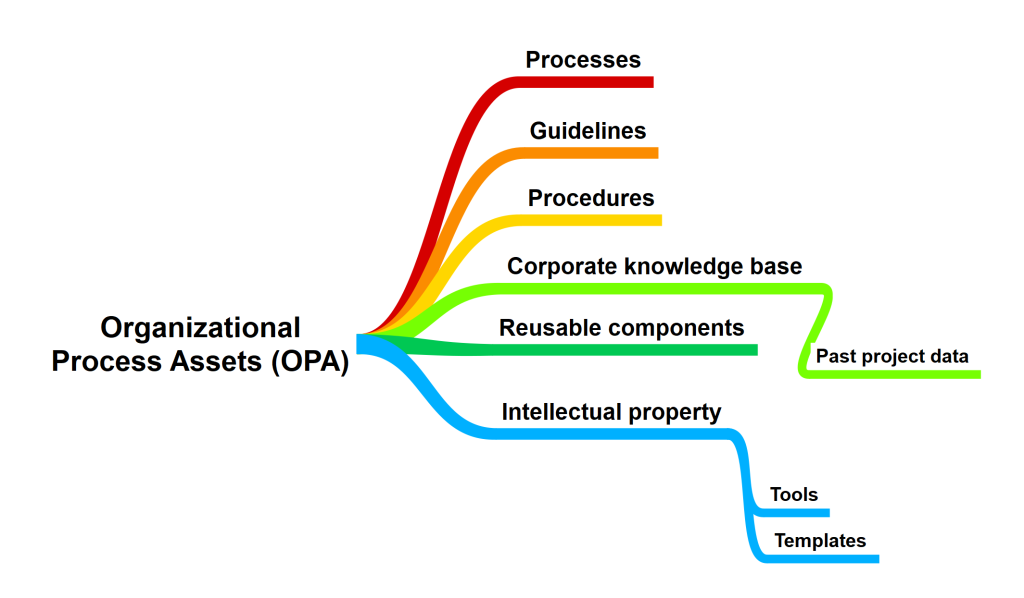 Organizational
Process Assets (OPA)
Processes
Guidelines
Procedures
Corporate knowledge base
Past project data
Reusable components
Intellectual property
Tools
Templates